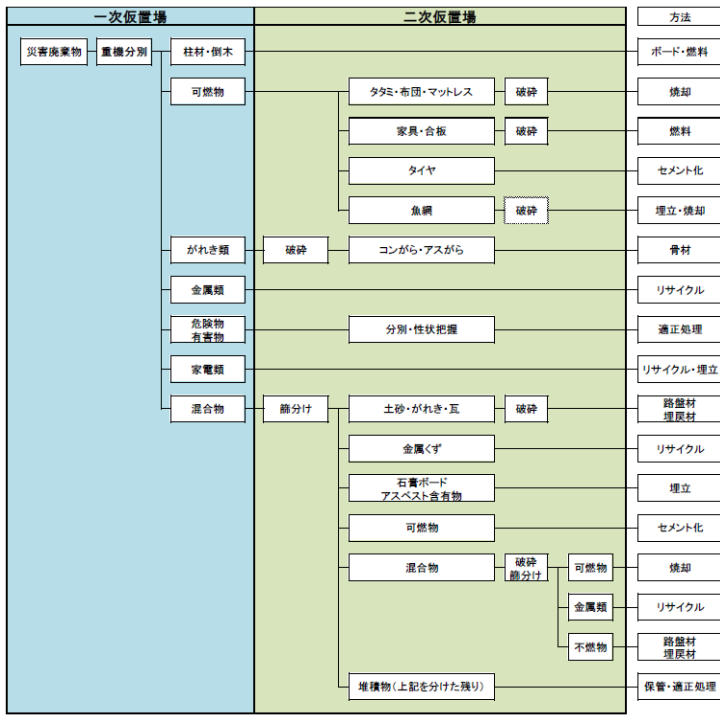 一次仮置場 二次仮置場 方法
災害廃棄物 重機分別 柱材・倒木 ボード・燃料
可燃物 タタミ・布団・マットレス 破砕 焼却
家具・合板 破砕 燃料
タイヤ セメント化
魚網 破砕 埋立・焼却
がれき類 破砕 コンがら・アスがら 骨材
金属類 リサイクル
危険物
有害物 分別・性状把握 適正処理
家電類 リサイクル・埋立
混合物 篩分け 土砂・がれき・瓦 破砕 路盤材
埋戻材
金属くず リサイクル
石膏ボード
アスベスト含有物 埋立
可燃物 セメント化
混合物 破砕
篩分け 可燃物 焼却
金属類 リサイクル
不燃物 路盤材
埋戻材
堆積物(上記を分けた残り) 保管・適正処理